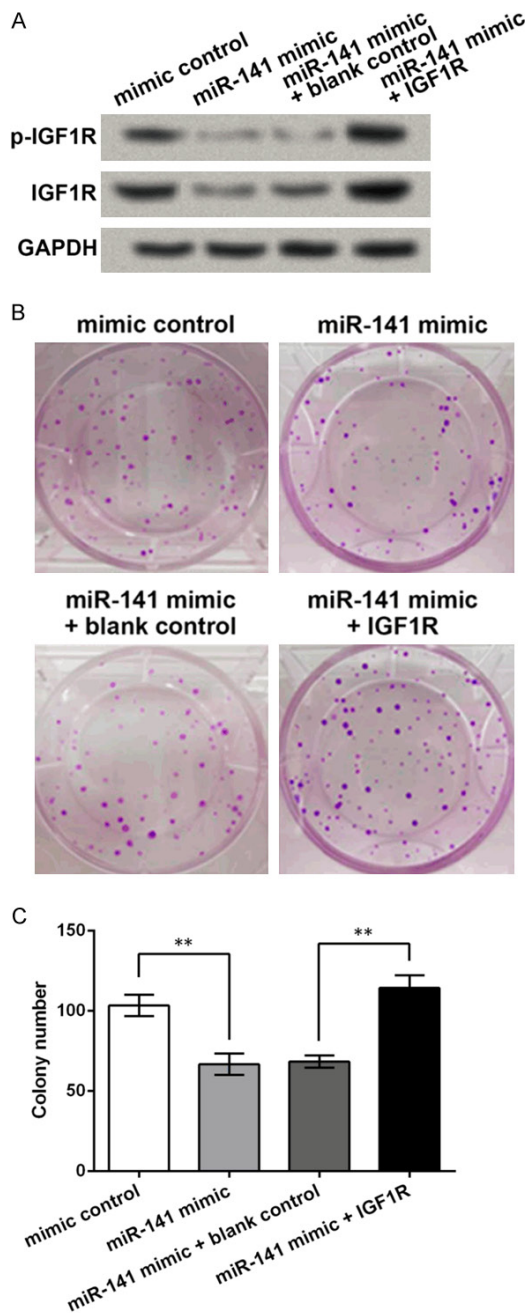 A
mimic control
miR-141 mimic
miR-141 mimic
+ blank control
miR-141 mimic
+ IGF1R
p-IGF1R
IGF1R
GAPDH
B
mimic control
miR-141 mimic
miR-141 mimic
+ blank control
miR-141 mimic
+ IGF1R
C
Colony number
150
100
50
0
**
**
mimic control
miR-141 mimic
miR-141 mimic + blank control
miR-141 mimic + IGF1R